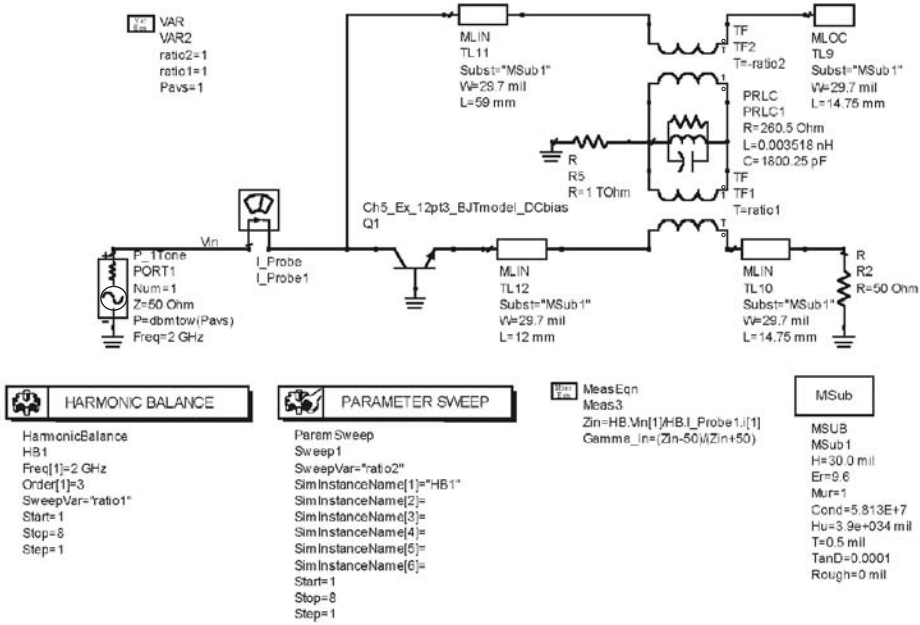 Var
Eqn
VAR
VAR2
ratio2=1
ratio1=1
Pavs=1
MLIN
TL11
Subst="MSub1"
W=29.7 mil
L=59 mm
TF
TF2
T=-ratio2
MLOC
TL9
Subst="MSub1"
W=29.7 mil
L=14.75 mm
PRLC
PRLC1
R=260.5 Ohm
L=0.003518 nH
C=1800.25 pF
R
R5
R=1 TOhm
TF
TF1
T=ratio1
Ch5_Ex_12pt3_BJTmodel_DCbias
Q1
Vin
I_Probe
I_Probe1
P_1Tone
PORT1
Num=1
Z=50 Ohm
P=dbmtow(Pavs)
Freq=2 GHz
MLIN
TL12
Subst="MSub1"
W=29.7 mil
L=12 mm
MLIN
TL10
Subst="MSub1"
W=29.7 mil
L=14.75 mm
R
R2
R=50 Ohm
HARMONIC BALANCE
HarmonicBalance
HB1
Freq[1]=2 GHz
Order[1]=3
SweepVar="ratio1"
Start=1
Stop=8
Step=1
PARAMETER SWEEP
ParamSweep
Sweep1
SweepVar="ratio2"
SimInstanceName[1]="HB1"
SimInstanceName[2]=
SimInstanceName[3]=
SimInstanceName[4]=
SimInstanceName[5]=
SimInstanceName[6]=
Start=1
Stop=8
Step=1
Meas
Eqn
MeasEqn
Meas3
Zin=HB.Vin[1]/HB.I_Probe1.i[1]
Gamma_in=(Zin-50)/(Zin+50)
MSub
MSUB
MSub1
H=30.0 mil
Er=9.6
Mur=1
Cond=5.813E+7
Hu=3.9e+034 mil
T=0.5 mil
TanD=0.0001
Rough=0 mil